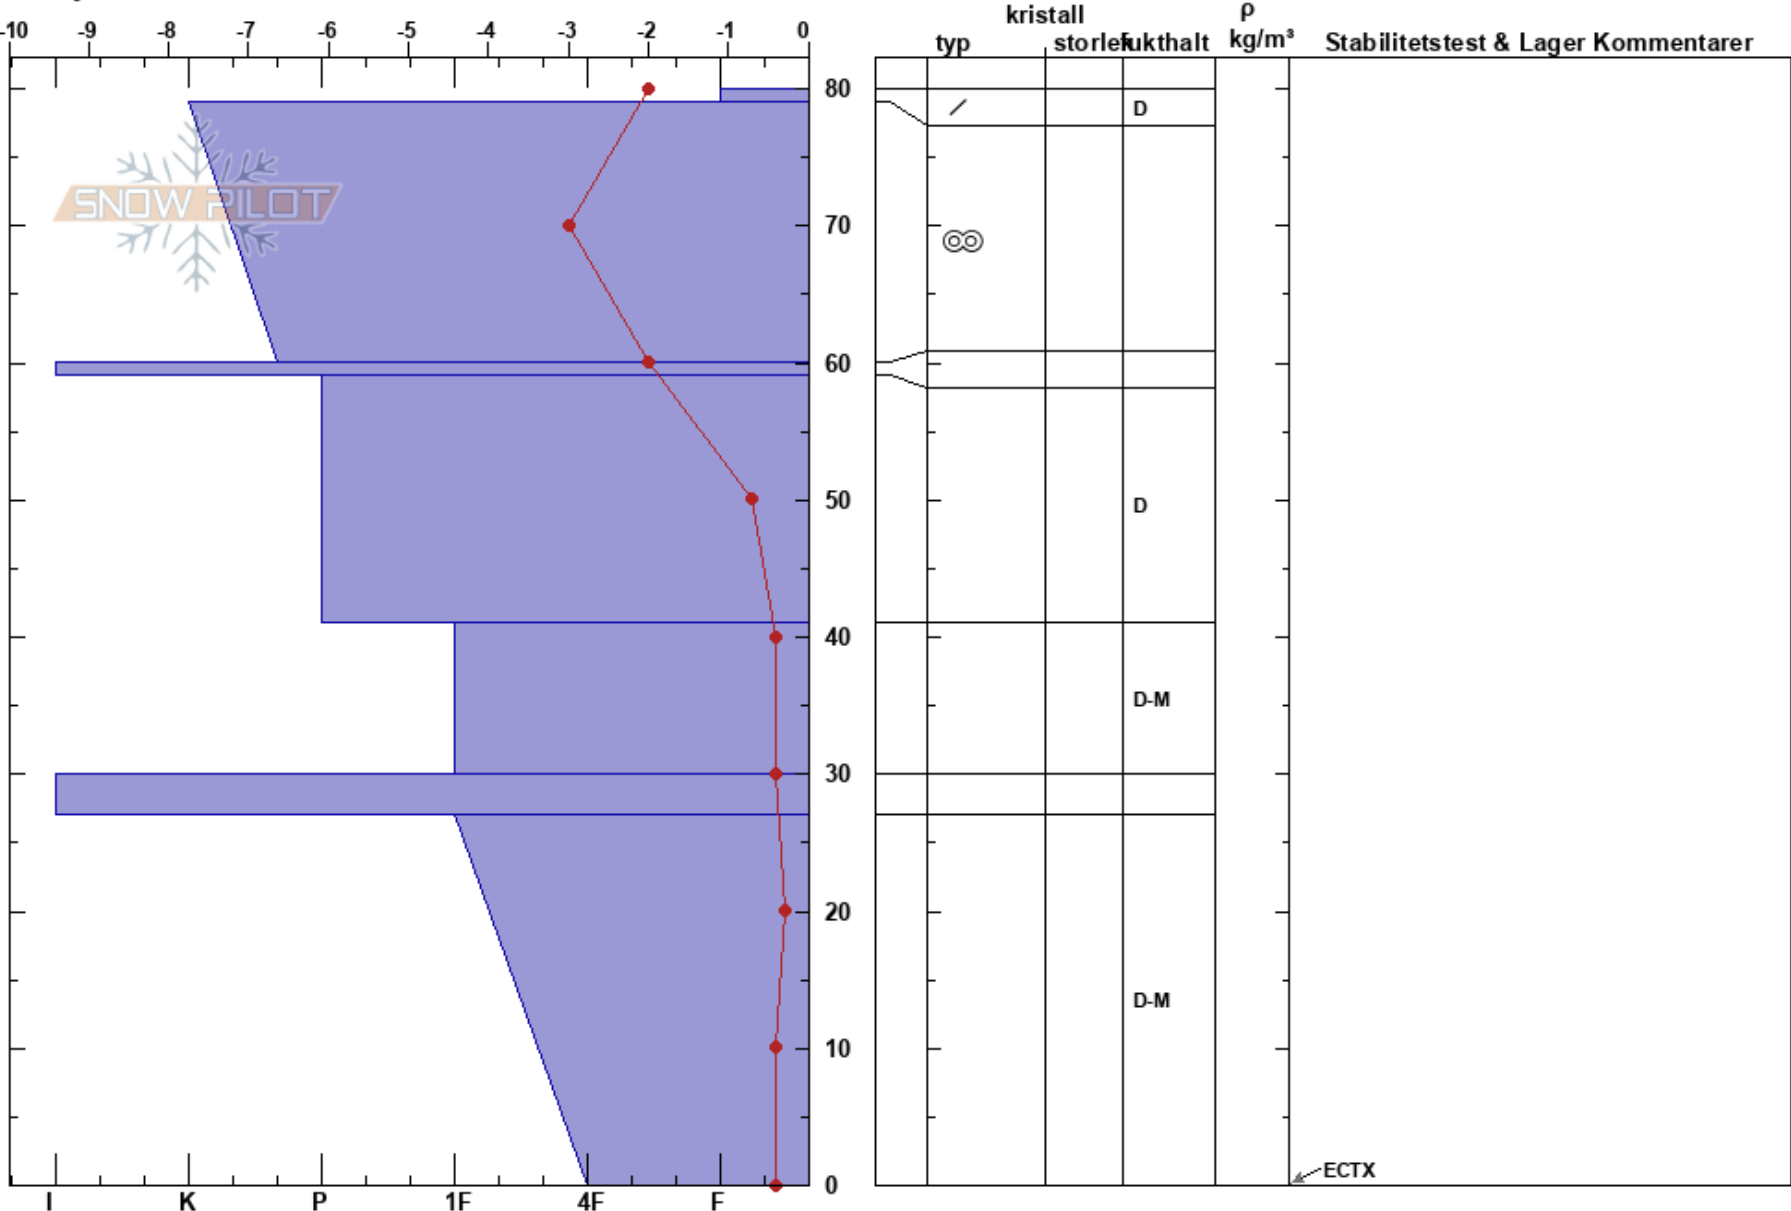 kristall ρ
-10 -9 -8 -7 -6 -5 -4 -3 -2 -1 0 typ fukthalt kg/m³ Stabilitetstest & Lager Kommentarer
80 D
SNOW PILOT
70
60
50 D
40
D-M
30
20
D-M
10
ECTX
0
I K P 1F 4F F